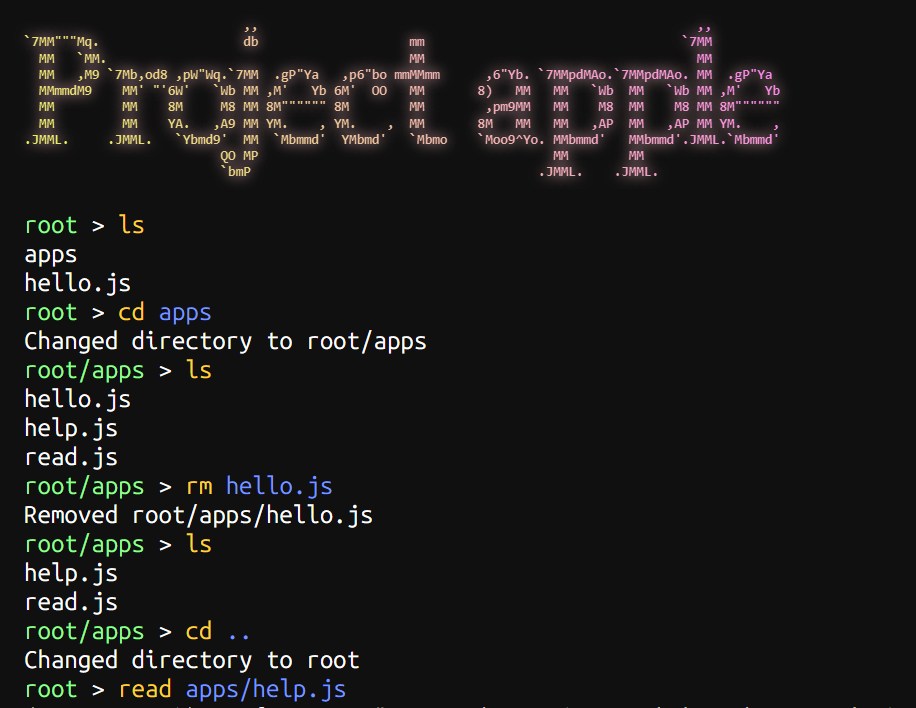 Project apple
root > ls
apps
hello.js
root > cd apps
Changed directory to root/apps
root/apps > ls
hello.js
help.js
read.js
root/apps > rm hello.js
Removed root/apps/hello.js
root/apps > ls
help.js
read.js
root/apps > cd ..
Changed directory to root
root > read apps/help.js